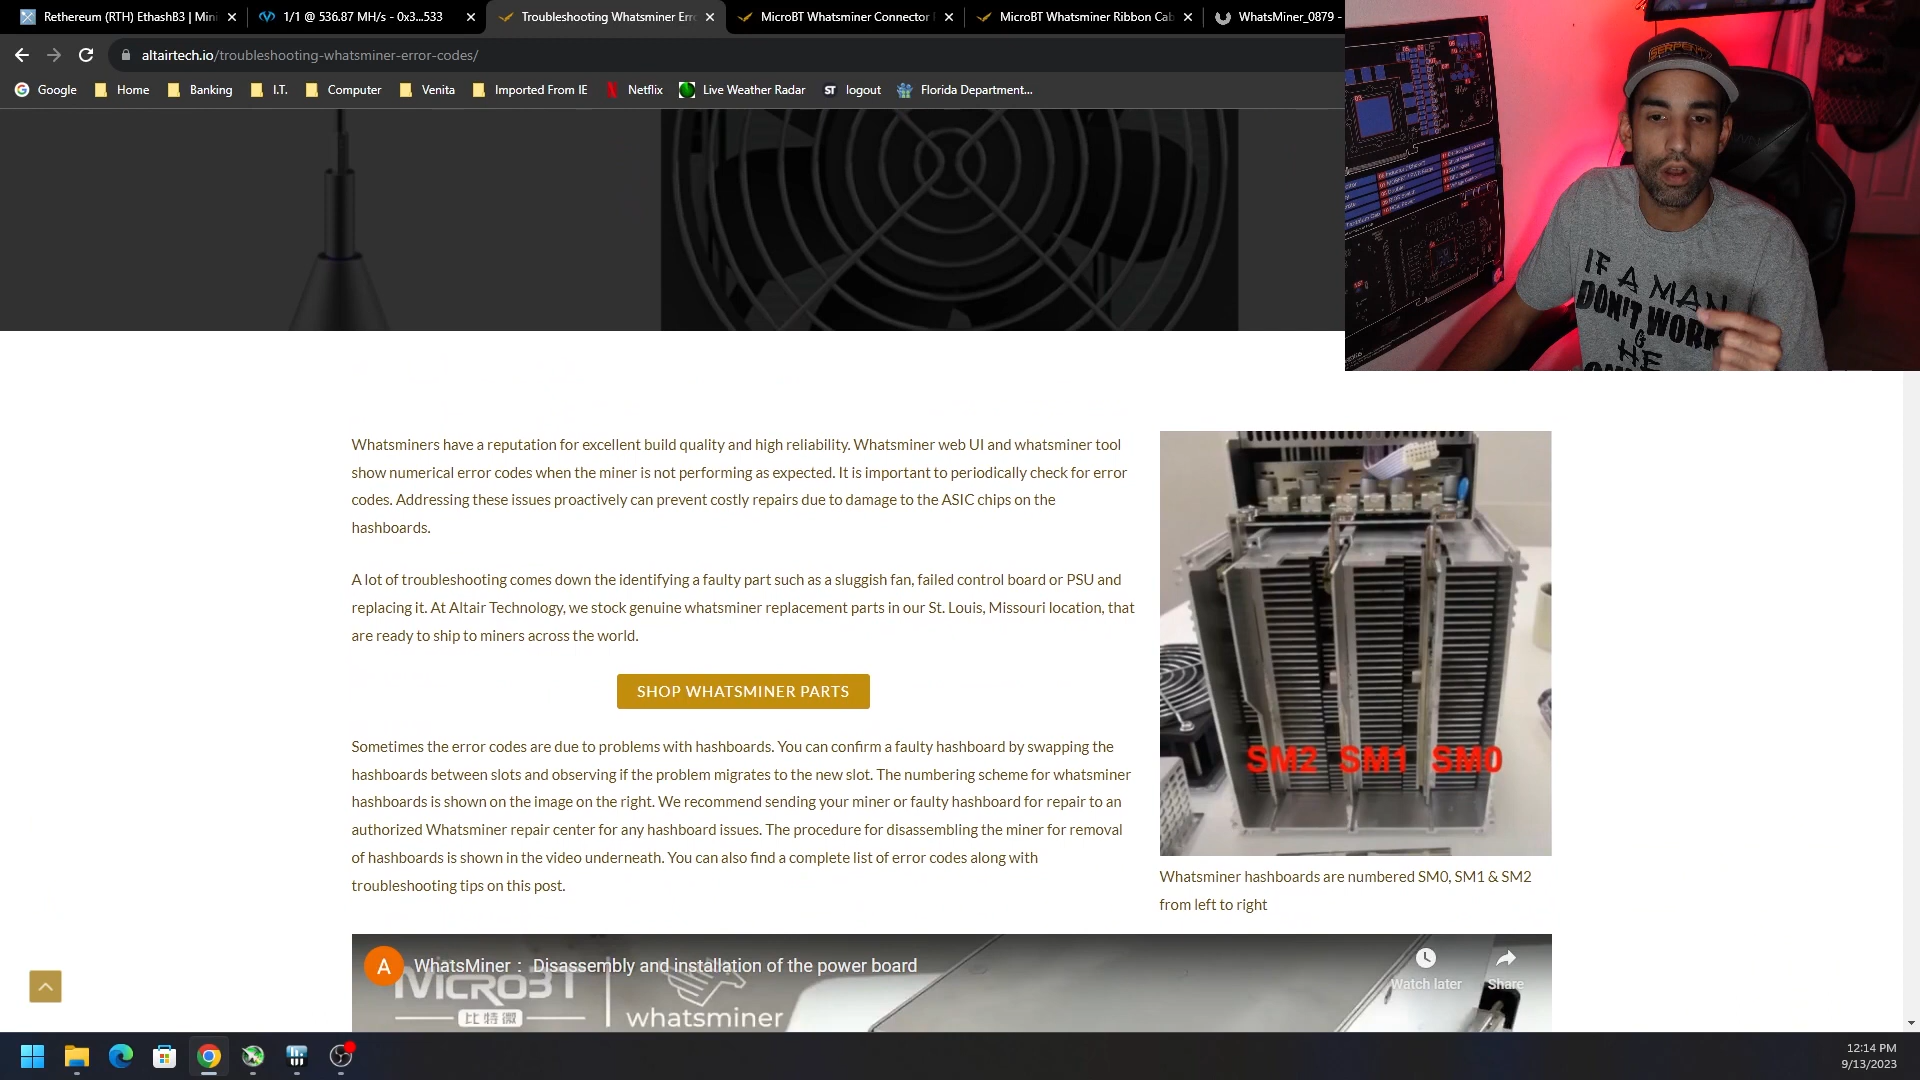 Rethereum (RTH) EthashB3 | Mini
1/1 @ 536.87 MH/s - 0x3...533
Troubleshooting Whatsminer Erro
MicroBT Whatsminer Connector
MicroBT Whatsminer Ribbon Cab
WhatsMiner_0879 -
altairtech.io/troubleshooting-whatsminer-error-codes/
Google
Home
Banking
I.T.
Computer
Venita
Imported From IE
Netflix
Live Weather Radar
ST logout
Florida Department...
SERPENT
IF A MAN
DON'T WORK
&
HE
Whatsminers have a reputation for excellent build quality and high reliability. Whatsminer web UI and whatsminer tool
show numerical error codes when the miner is not performing as expected. It is important to periodically check for error
codes. Addressing these issues proactively can prevent costly repairs due to damage to the ASIC chips on the
hashboards.
A lot of troubleshooting comes down the identifying a faulty part such as a sluggish fan, failed control board or PSU and
replacing it. At Altair Technology, we stock genuine whatsminer replacement parts in our St. Louis, Missouri location, that
are ready to ship to miners across the world.
SHOP WHATSMINER PARTS
Sometimes the error codes are due to problems with hashboards. You can confirm a faulty hashboard by swapping the
hashboards between slots and observing if the problem migrates to the new slot. The numbering scheme for whatsminer
hashboards is shown on the image on the right. We recommend sending your miner or faulty hashboard for repair to an
authorized Whatsminer repair center for any hashboard issues. The procedure for disassembling the miner for removal
of hashboards is shown in the video underneath. You can also find a complete list of error codes along with
troubleshooting tips on this post.
SM2 SM1 SM0
Whatsminer hashboards are numbered SM0, SM1 & SM2
from left to right
A
WhatsMiner： Disassembly and installation of the power board
Watch later
Share
MICROBT
比特微
whatsminer
12:14 PM
9/13/2023